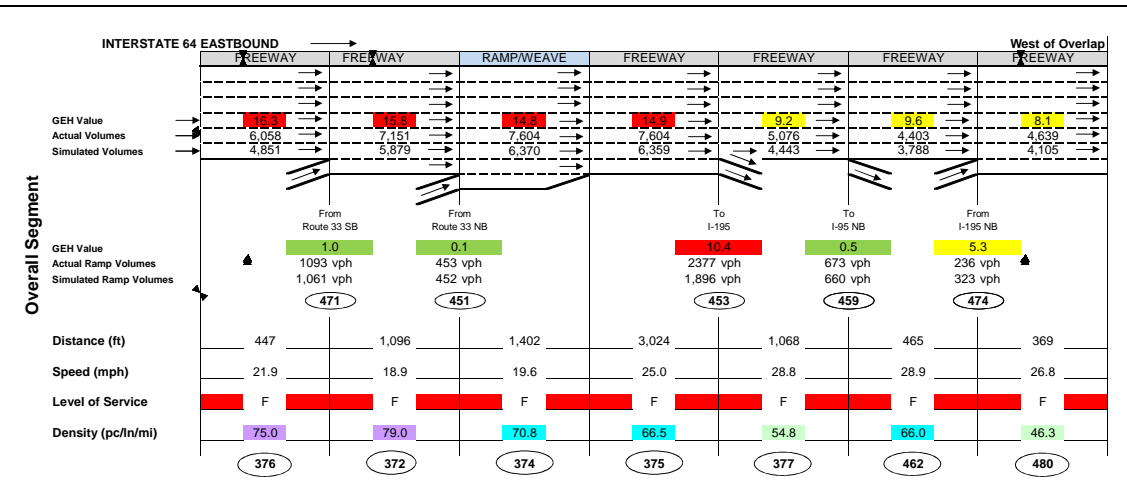 INTERSTATE 64 EASTBOUND West of Overlap
FREEWAY FREEWAY RAMP/WEAVE FREEWAY FREEWAY FREEWAY FREEWAY
GEH Value 16.3 15.8 14.8 14.9 9.2 9.6 8.1
Actual Volumes 6,058 7,151 7,604 7,604 5,076 4,403 4,639
Simulated Volumes 4,851 5,879 6,370 6,359 4,443 3,788 4,105
Overall Segment
From From To To From
Route 33 SB Route 33 NB I-195 I-95 NB I-195 NB
GEH Value 1.0 0.1 10.4 0.5 5.3
Actual Ramp Volumes 1093 vph 453 vph 2377 vph 673 vph 236 vph
Simulated Ramp Volumes 1,061 vph 452 vph 1,896 vph 660 vph 323 vph
471 451 453 459 474
Distance (ft) 447 1,096 1,402 3,024 1,068 465 369
Speed (mph) 21.9 18.9 19.6 25.0 28.8 28.9 26.8
Level of Service F F F F F F F
Density (pc/ln/mi) 75.0 79.0 70.8 66.5 54.8 66.0 46.3
376 372 374 375 377 462 480